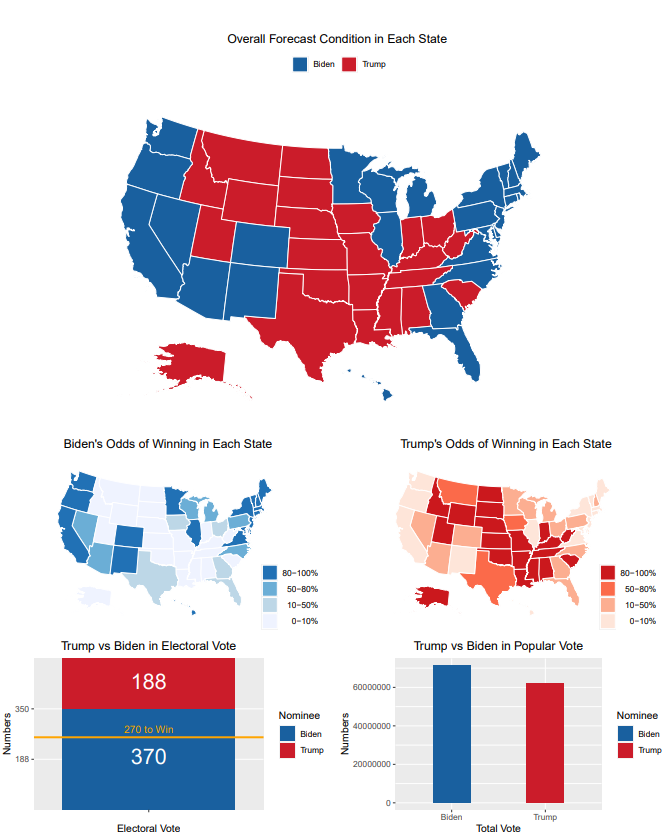 Overall Forecast Condition in Each State
Biden Trump
Biden's Odds of Winning in Each State
80−100%
50−80%
10−50%
0−10%
Trump's Odds of Winning in Each State
80−100%
50−80%
10−50%
0−10%
Trump vs Biden in Electoral Vote
Numbers
350
188
188
270 to Win
370
Electoral Vote
Nominee
Biden
Trump
Trump vs Biden in Popular Vote
Numbers
60000000
40000000
20000000
0
Biden Trump
Total Vote
Nominee
Biden
Trump